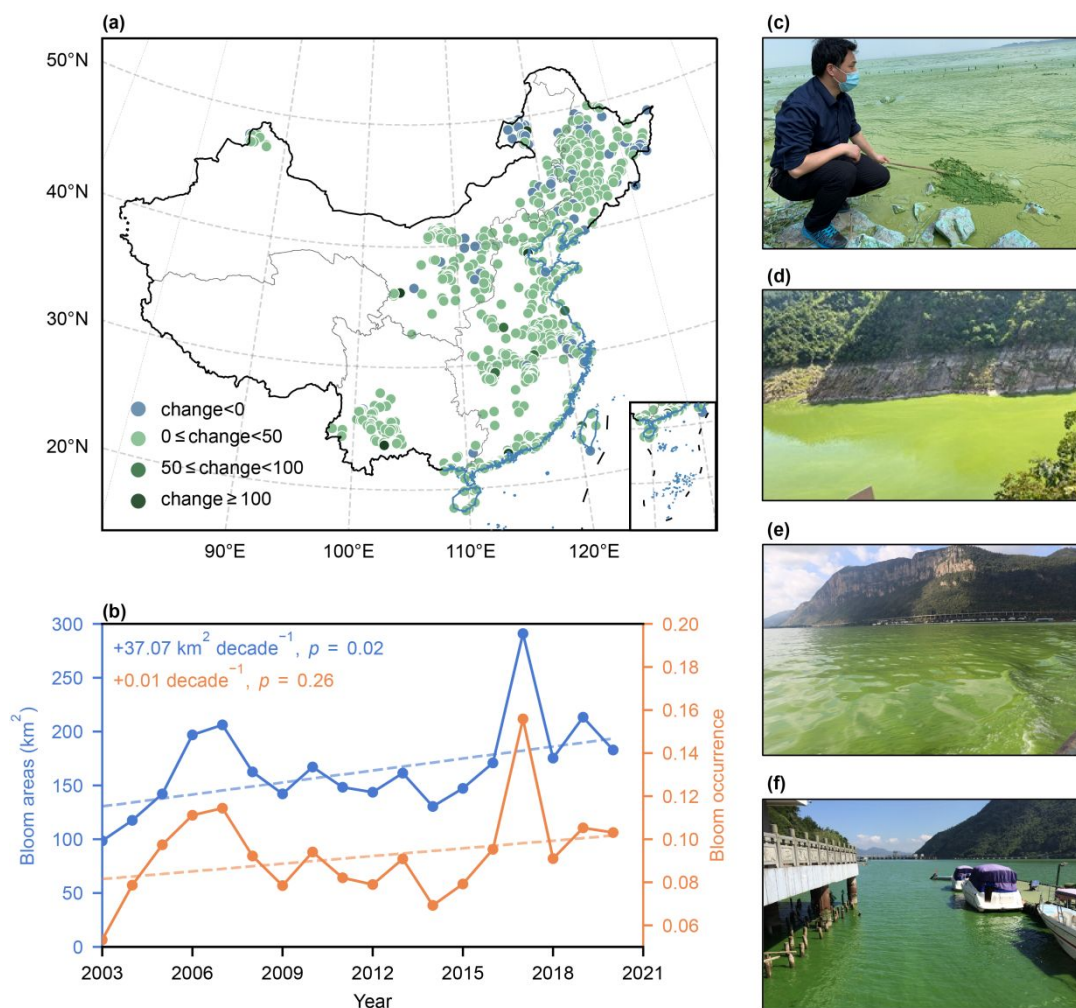 (a)
50°N
40°N
30°N
20°N
change<0
0 ≤ change<50
50 ≤ change<100
change ≥ 100
90°E
100°E
110°E
120°E
(b)
+37.07 km² decade⁻¹, p = 0.02
+0.01 decade⁻¹, p = 0.26
Bloom areas (km²)
300
250
200
150
100
50
0
0.20
0.18
0.16
0.14
0.12
0.10
0.08
0.06
Bloom occurrence
2003
2006
2009
2012
2015
2018
2021
Year
(c)
(d)
(e)
(f)